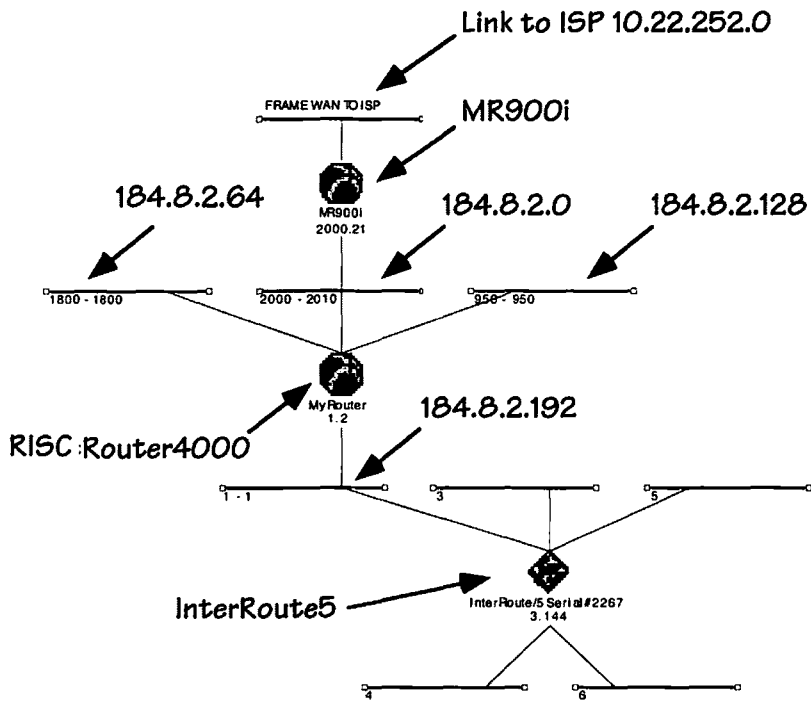 Link to ISP 10.22.252.0
FRAME WAN TO ISP
MR900i
MR900i
2000.21
184.8.2.64
184.8.2.0
184.8.2.128
1800 - 1800
2000 - 2010
950 - 950
MyRouter
1.2
184.8.2.192
RISC Router4000
1 - 1
3
5
InterRoute5
InterRoute/5 Serial#2267
3.144
4
6